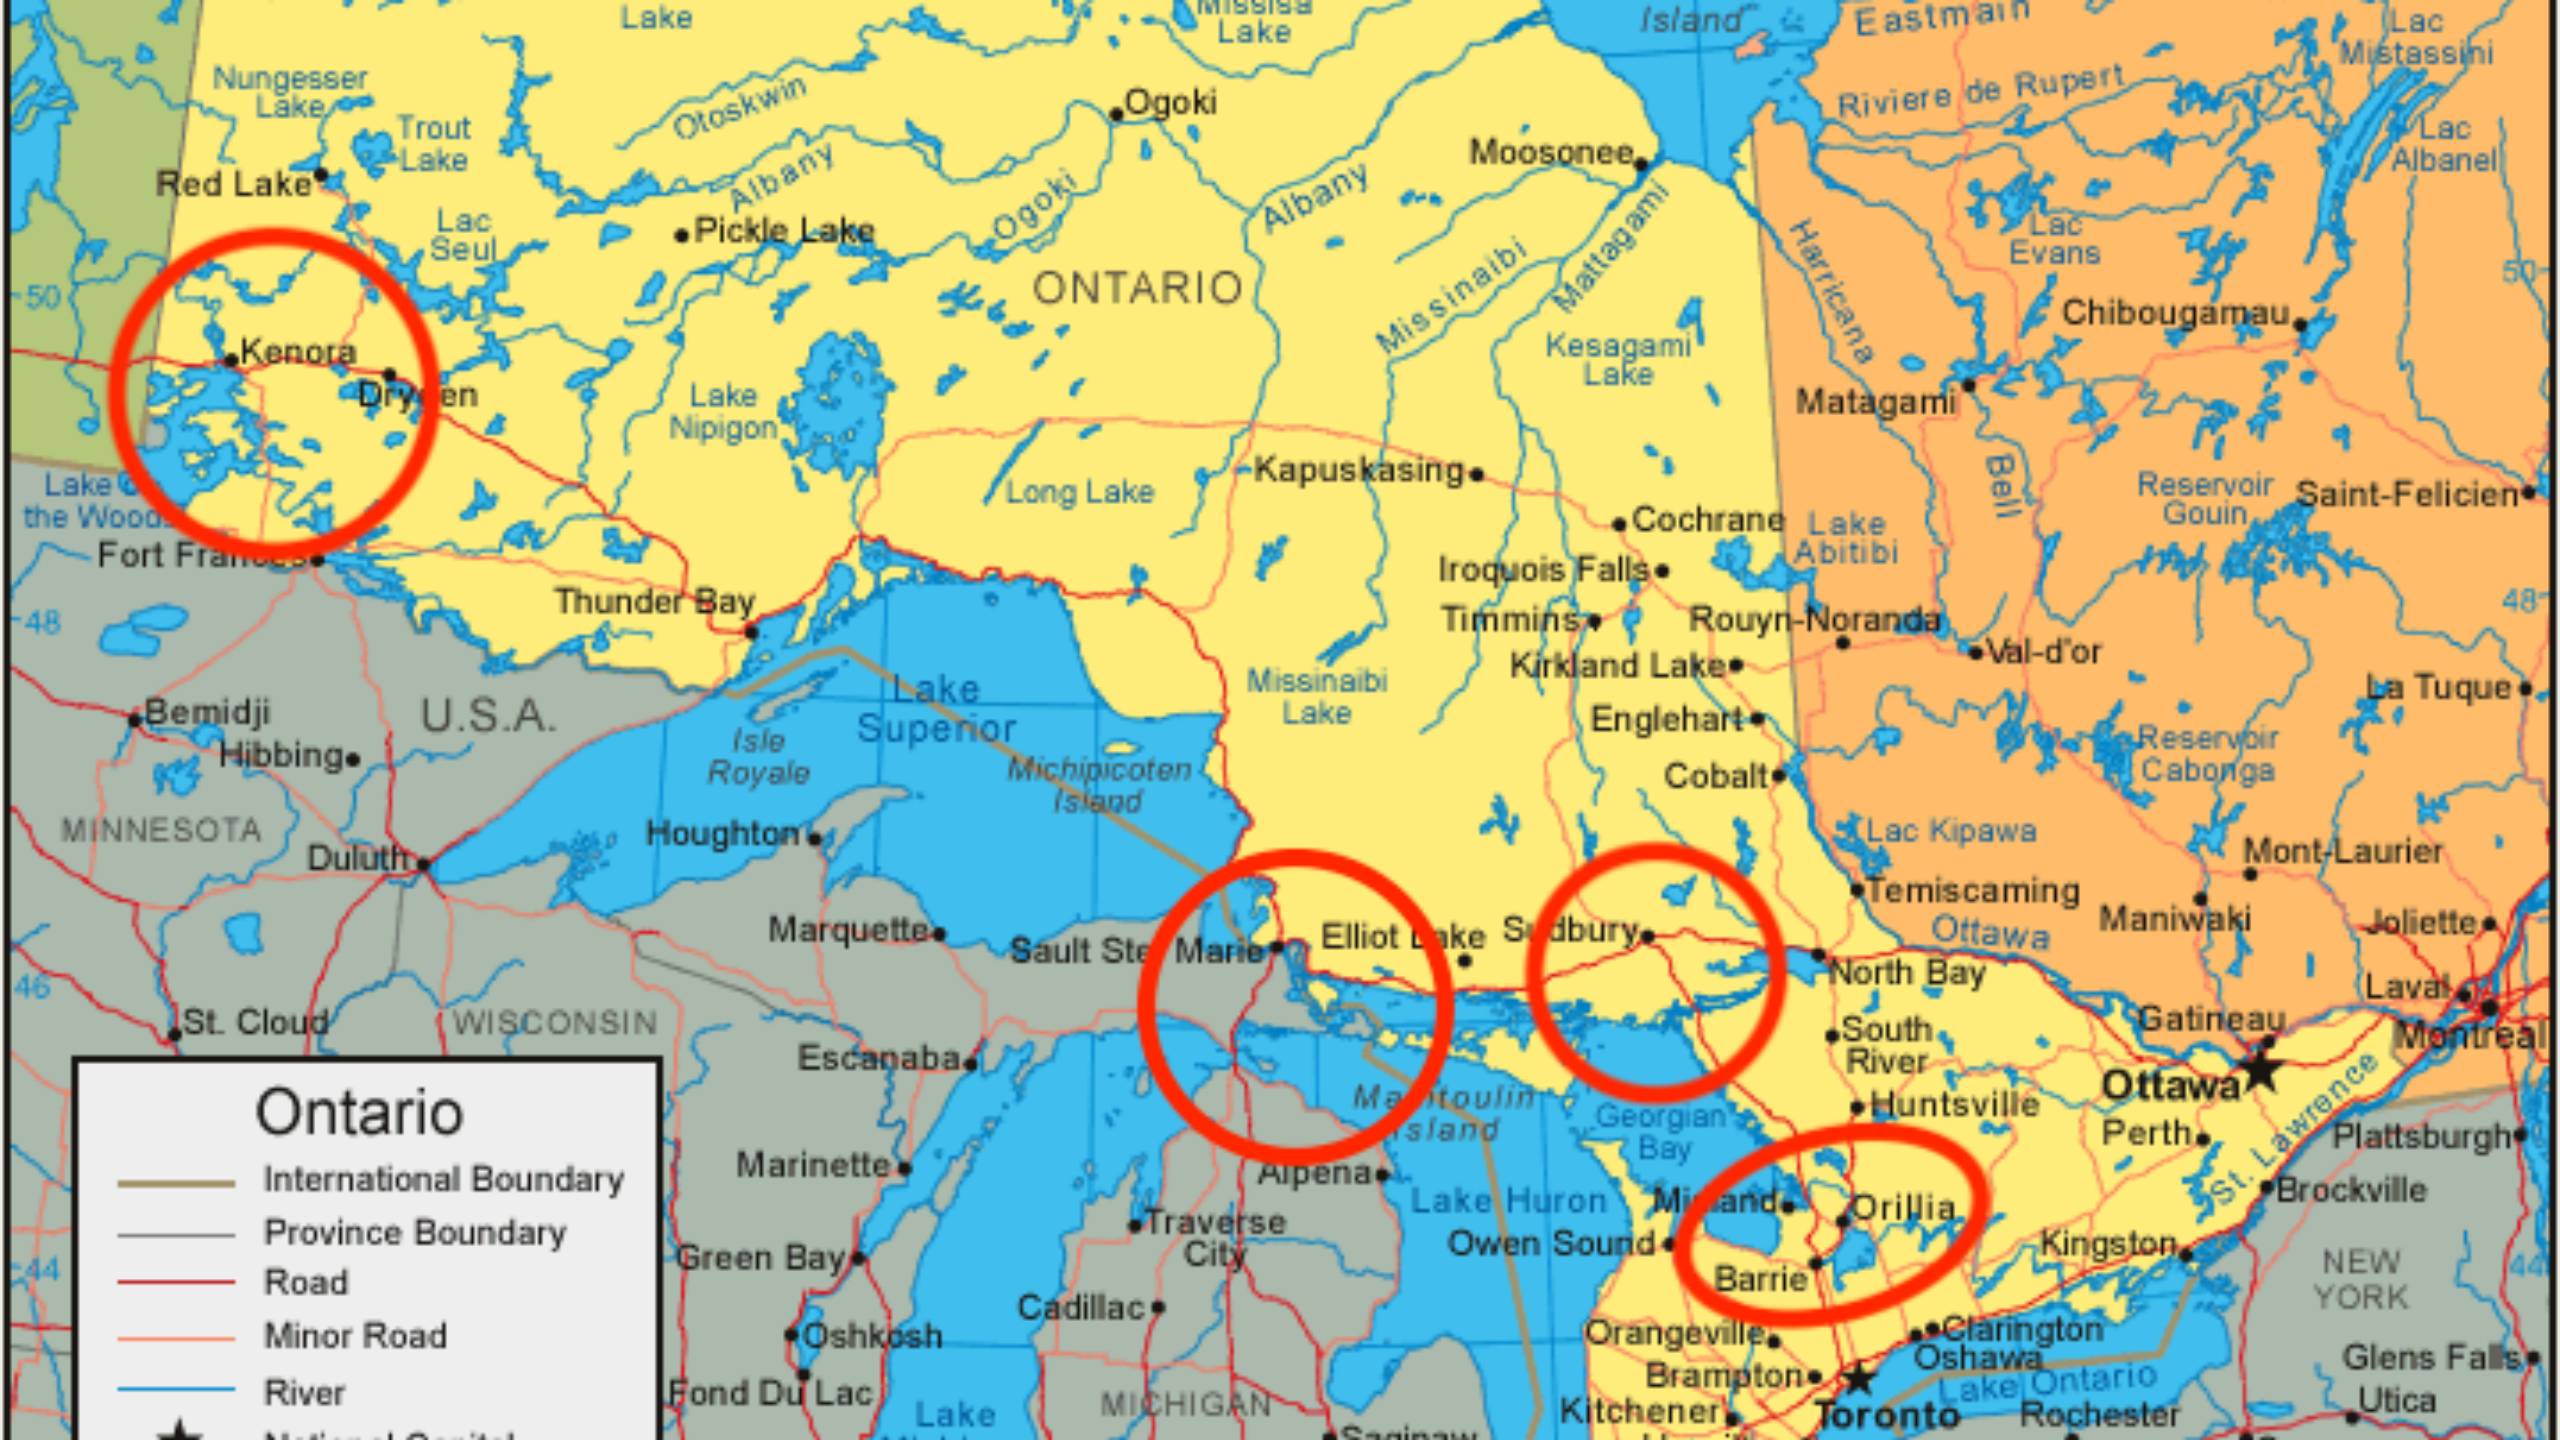 Lake
Missisa
Lake
Island
Eastmain
Lac
Mistassini
Nungesser
Lake
Trout
Lake
Otoskwin
Ogoki
Riviere de Rupert
Lac
Albanel
Red Lake
Albany
Ogoki
Albany
Moosonee
Mattagami
Harricana
Lac
Seul
Pickle Lake
Lac
Evans
ONTARIO
Missinaibi
50
50
Chibougamau
Kenora
Kesagami
Lake
Dryden
Lake
Nipigon
Matagami
Bell
Kapuskasing
Long Lake
Reservoir
Gouin
Saint-Felicien
Lake of
the Woods
Cochrane
Lake
Abitibi
Fort Frances
Iroquois Falls
Thunder Bay
48
48
Timmins
Rouyn-Noranda
Kirkland Lake
Val-d'or
Missinaibi
Lake
La Tuque
Bemidji
U.S.A.
Lake
Superior
Englehart
Hibbing
Isle
Royale
Michipicoten
Island
Cobalt
Reservoir
Cabonga
MINNESOTA
Houghton
Lac Kipawa
Duluth
Mont-Laurier
Temiscaming
Marquette
Sault Ste. Marie
Elliot Lake
Sudbury
Ottawa
Maniwaki
Joliette
46
North Bay
Laval
St. Cloud
WISCONSIN
South
River
Gatineau
Montreal
Escanaba
Ottawa
Manitoulin
Island
Georgian
Bay
Huntsville
Perth
St. Lawrence
Plattsburgh
Ontario
International Boundary
Province Boundary
Road
Minor Road
River
National Capital
Marinette
Alpena
Lake Huron
Midland
Orillia
Brockville
Traverse
City
Green Bay
Owen Sound
Kingston
NEW
YORK
44
44
Barrie
Cadillac
Oshkosh
Orangeville
Clarington
Oshawa
Glens Falls
Fond Du Lac
MICHIGAN
Brampton
Lake Ontario
Utica
Lake
Kitchener
Toronto
Rochester
Saginaw